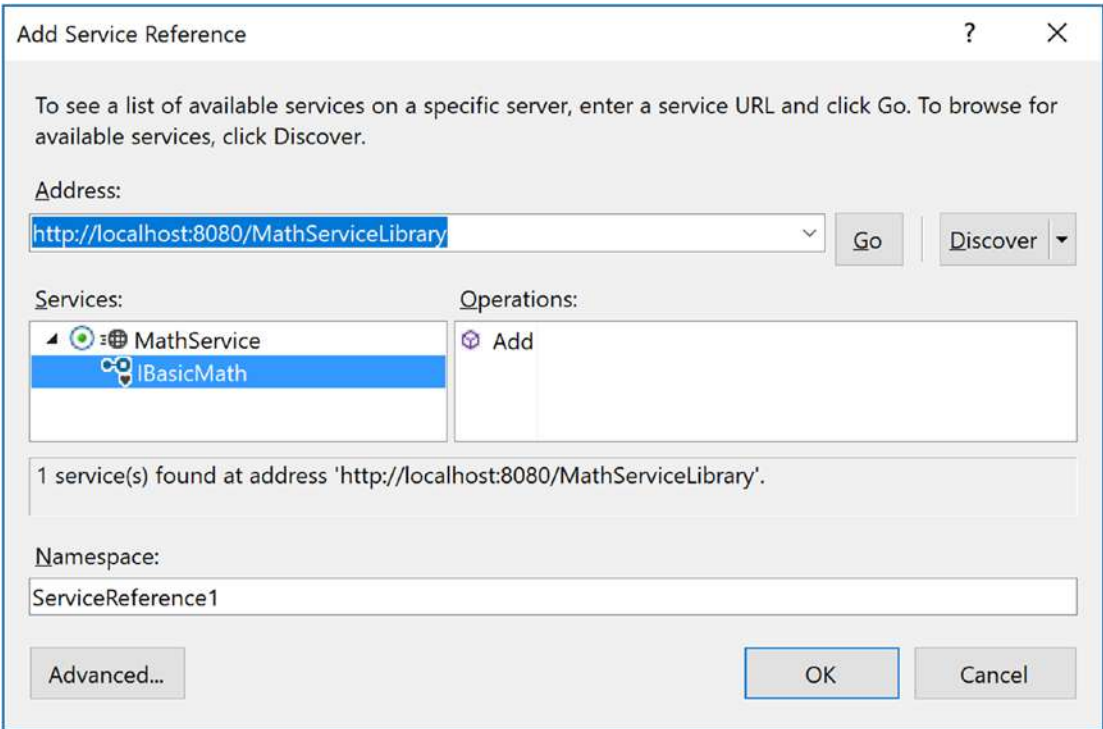 Add Service Reference
?
To see a list of available services on a specific server, enter a service URL and click Go. To browse for
available services, click Discover.
Address:
http://localhost:8080/MathServiceLibrary
Go
Discover
Services:
Operations:
MathService
IBasicMath
Add
1 service(s) found at address 'http://localhost:8080/MathServiceLibrary'.
Namespace:
ServiceReference1
Advanced...
OK
Cancel